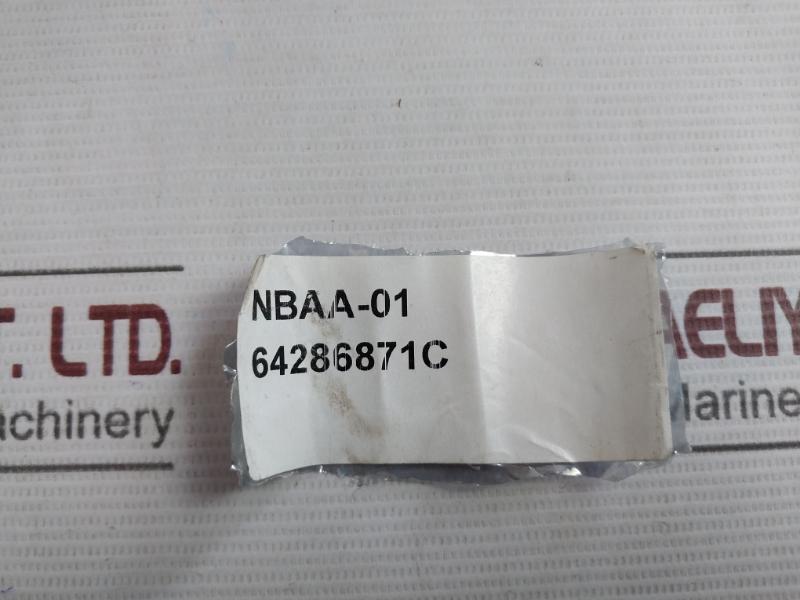 NBAA-01
64286871C
T. LTD.
achinery
AELIY
Marine